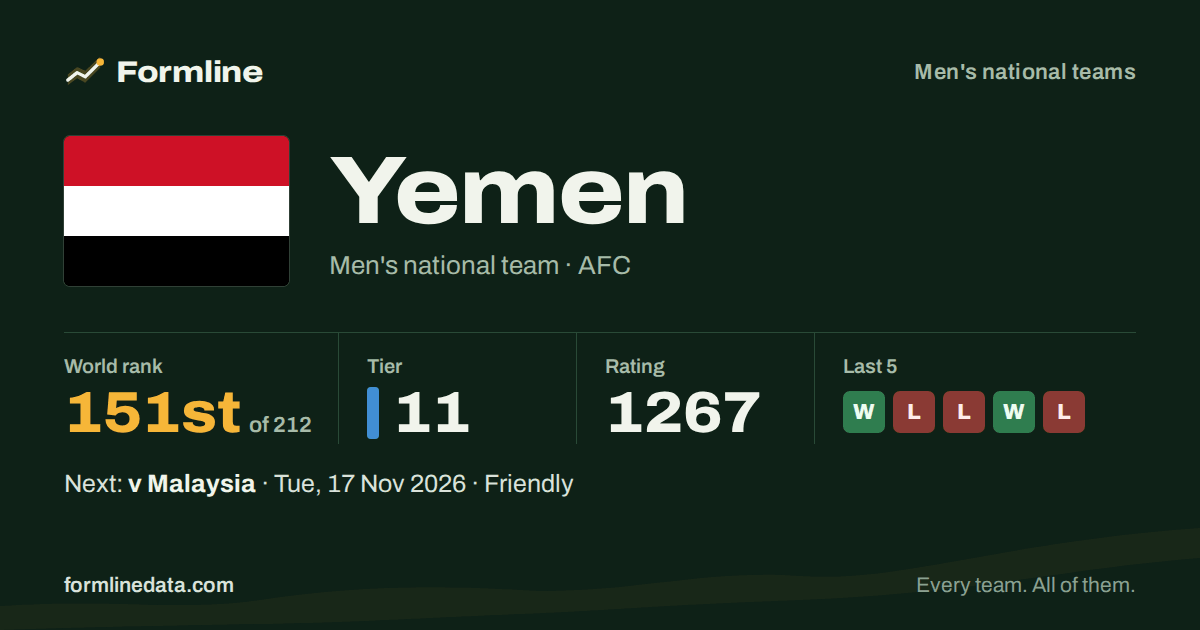 Formline
Men's national teams
Yemen
Men's national team · AFC
World rank
151st of 212
Tier
11
Rating
1267
Last 5
W L L W L
Next: v Malaysia · Tue, 17 Nov 2026 · Friendly
formlinedata.com
Every team. All of them.